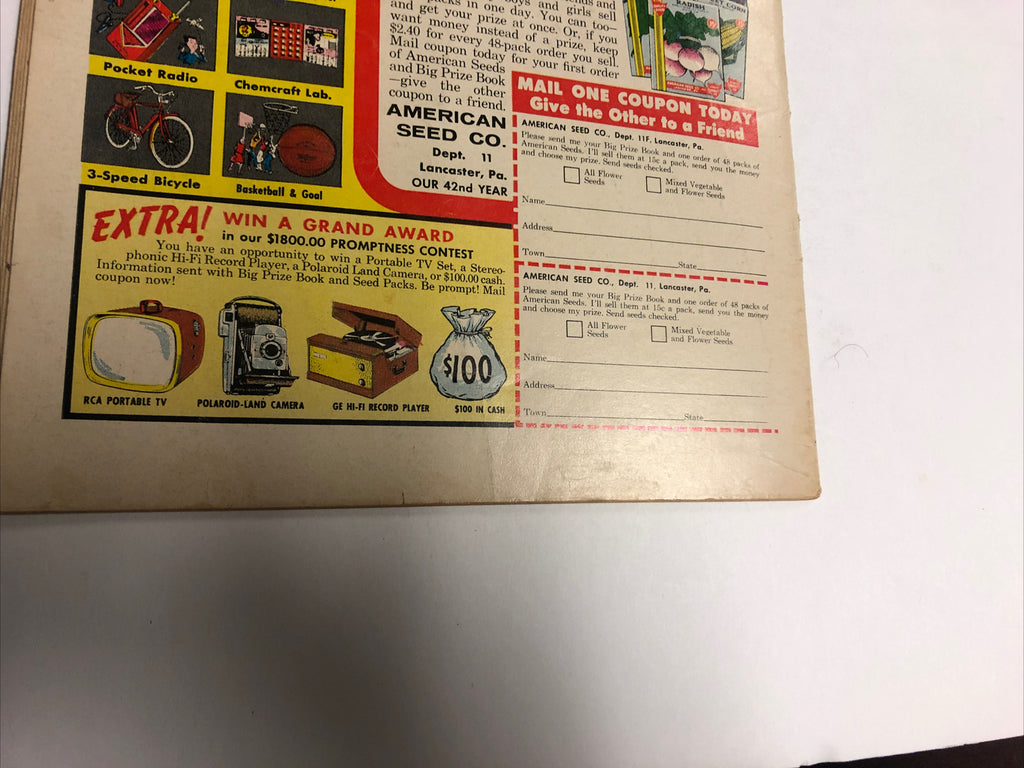 Pocket Radio
Chemcraft Lab.
3-Speed Bicycle
Basketball & Goal
and
boys and girls sell
packs in one day. You can too—
and get your prize at once. Or, if you
want money instead of a prize, keep
$2.40 for every 48-pack order you sell.
Mail coupon today for your first order
of American Seeds
and Big Prize Book
—give the other
coupon to a friend.
AMERICAN
SEED CO.
Dept. 11
Lancaster, Pa.
OUR 42nd YEAR
RADISH
CORN
MAIL ONE COUPON TODAY
Give the Other to a Friend
AMERICAN SEED CO., Dept. 11F, Lancaster, Pa.
Please send me your Big Prize Book and one order of 48 packs of
American Seeds. I'll sell them at 15c a pack, send you the money
and choose my prize. Send seeds checked.
All Flower
Seeds
Mixed Vegetable
and Flower Seeds
Name
Address
Town State
AMERICAN SEED CO., Dept. 11, Lancaster, Pa.
Please send me your Big Prize Book and one order of 48 packs of
American Seeds. I'll sell them at 15c a pack, send you the money
and choose my prize. Send seeds checked.
All Flower
Seeds
Mixed Vegetable
and Flower Seeds
Name
Address
Town State
EXTRA! WIN A GRAND AWARD
in our $1800.00 PROMPTNESS CONTEST
You have an opportunity to win a Portable TV Set, a Stereo-
phonic Hi-Fi Record Player, a Polaroid Land Camera, or $100.00 cash.
Information sent with Big Prize Book and Seed Packs. Be prompt! Mail
coupon now!
$100
RCA PORTABLE TV
POLAROID-LAND CAMERA
GE HI-FI RECORD PLAYER
$100 IN CASH